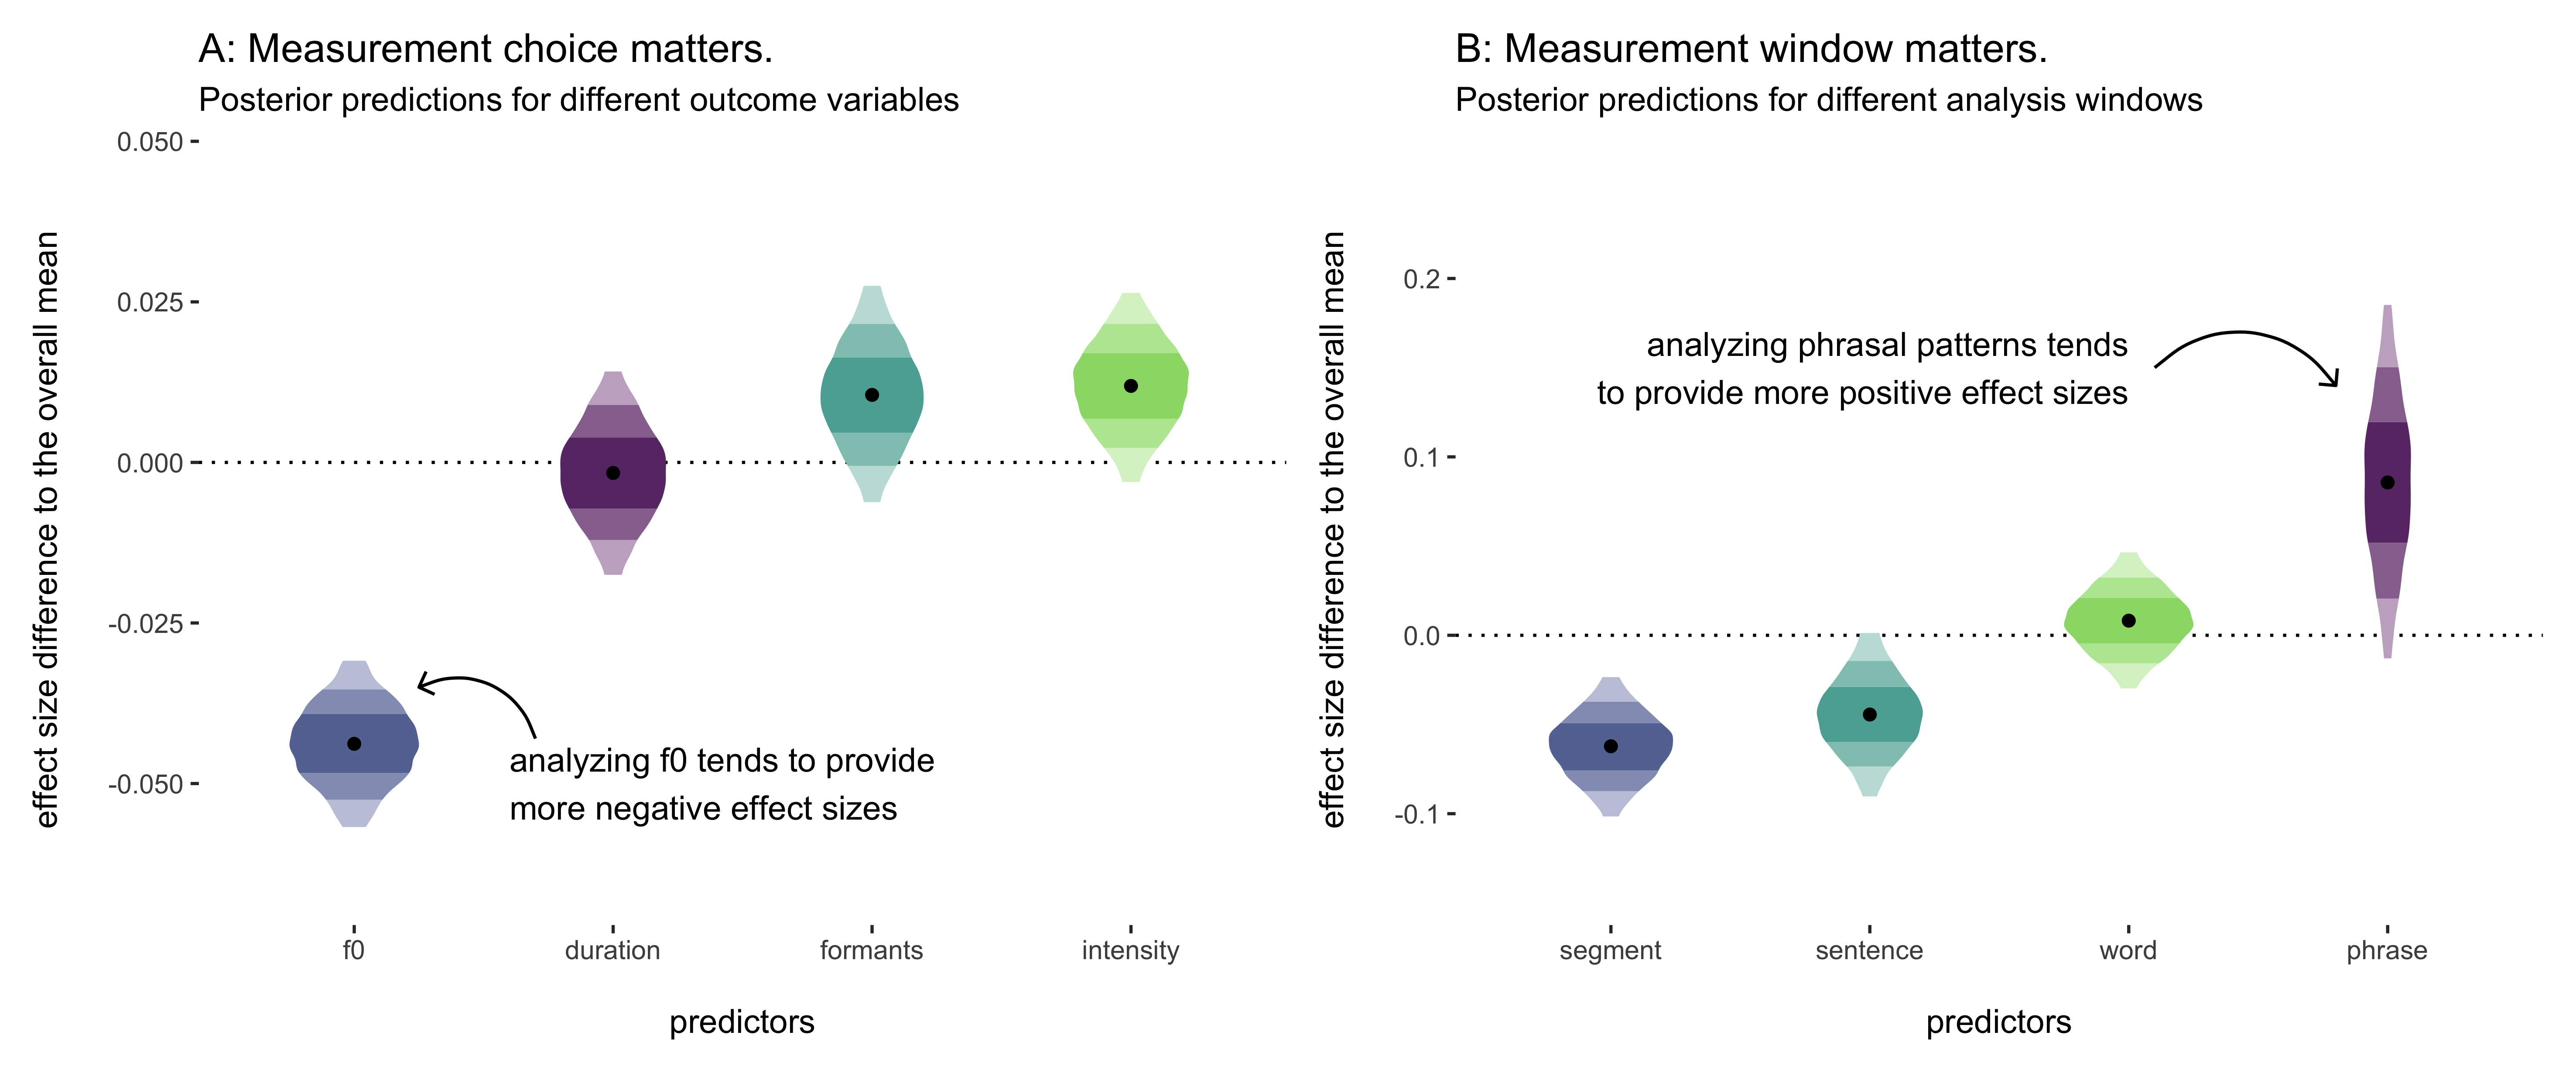 A: Measurement choice matters.
Posterior predictions for different outcome variables
effect size difference to the overall mean
0.050
0.025
0.000
-0.025
-0.050
analyzing f0 tends to provide
more negative effect sizes
f0
duration
formants
intensity
predictors
B: Measurement window matters.
Posterior predictions for different analysis windows
effect size difference to the overall mean
0.2
0.1
0.0
-0.1
analyzing phrasal patterns tends
to provide more positive effect sizes
segment
sentence
word
phrase
predictors